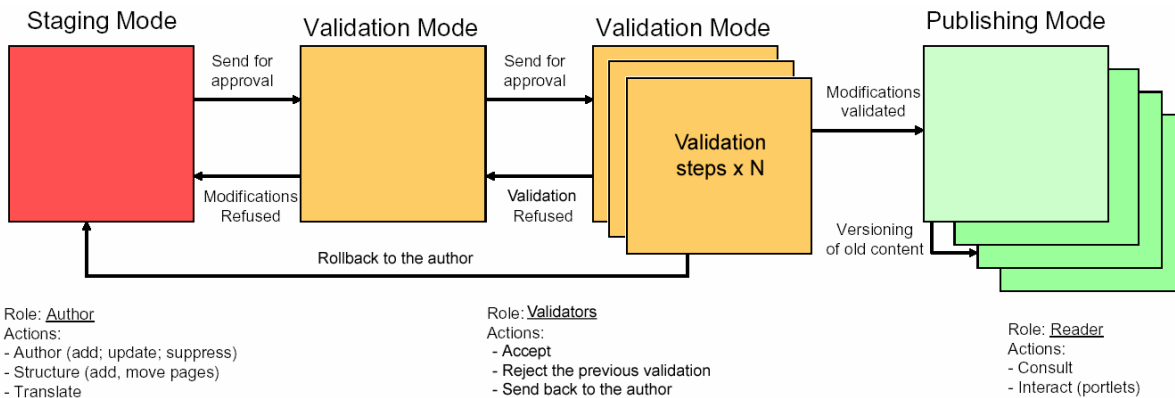 Staging Mode
Validation Mode
Validation Mode
Publishing Mode
Send for
approval
Send for
approval
Modifications
validated
Validation
steps x N
Modifications
Refused
Validation
Refused
Versioning
of old content
Rollback to the author
Role: Author
Actions:
- Author (add; update; suppress)
- Structure (add, move pages)
- Translate
Role: Validators
Actions:
- Accept
- Reject the previous validation
- Send back to the author
Role: Reader
Actions:
- Consult
- Interact (portlets)